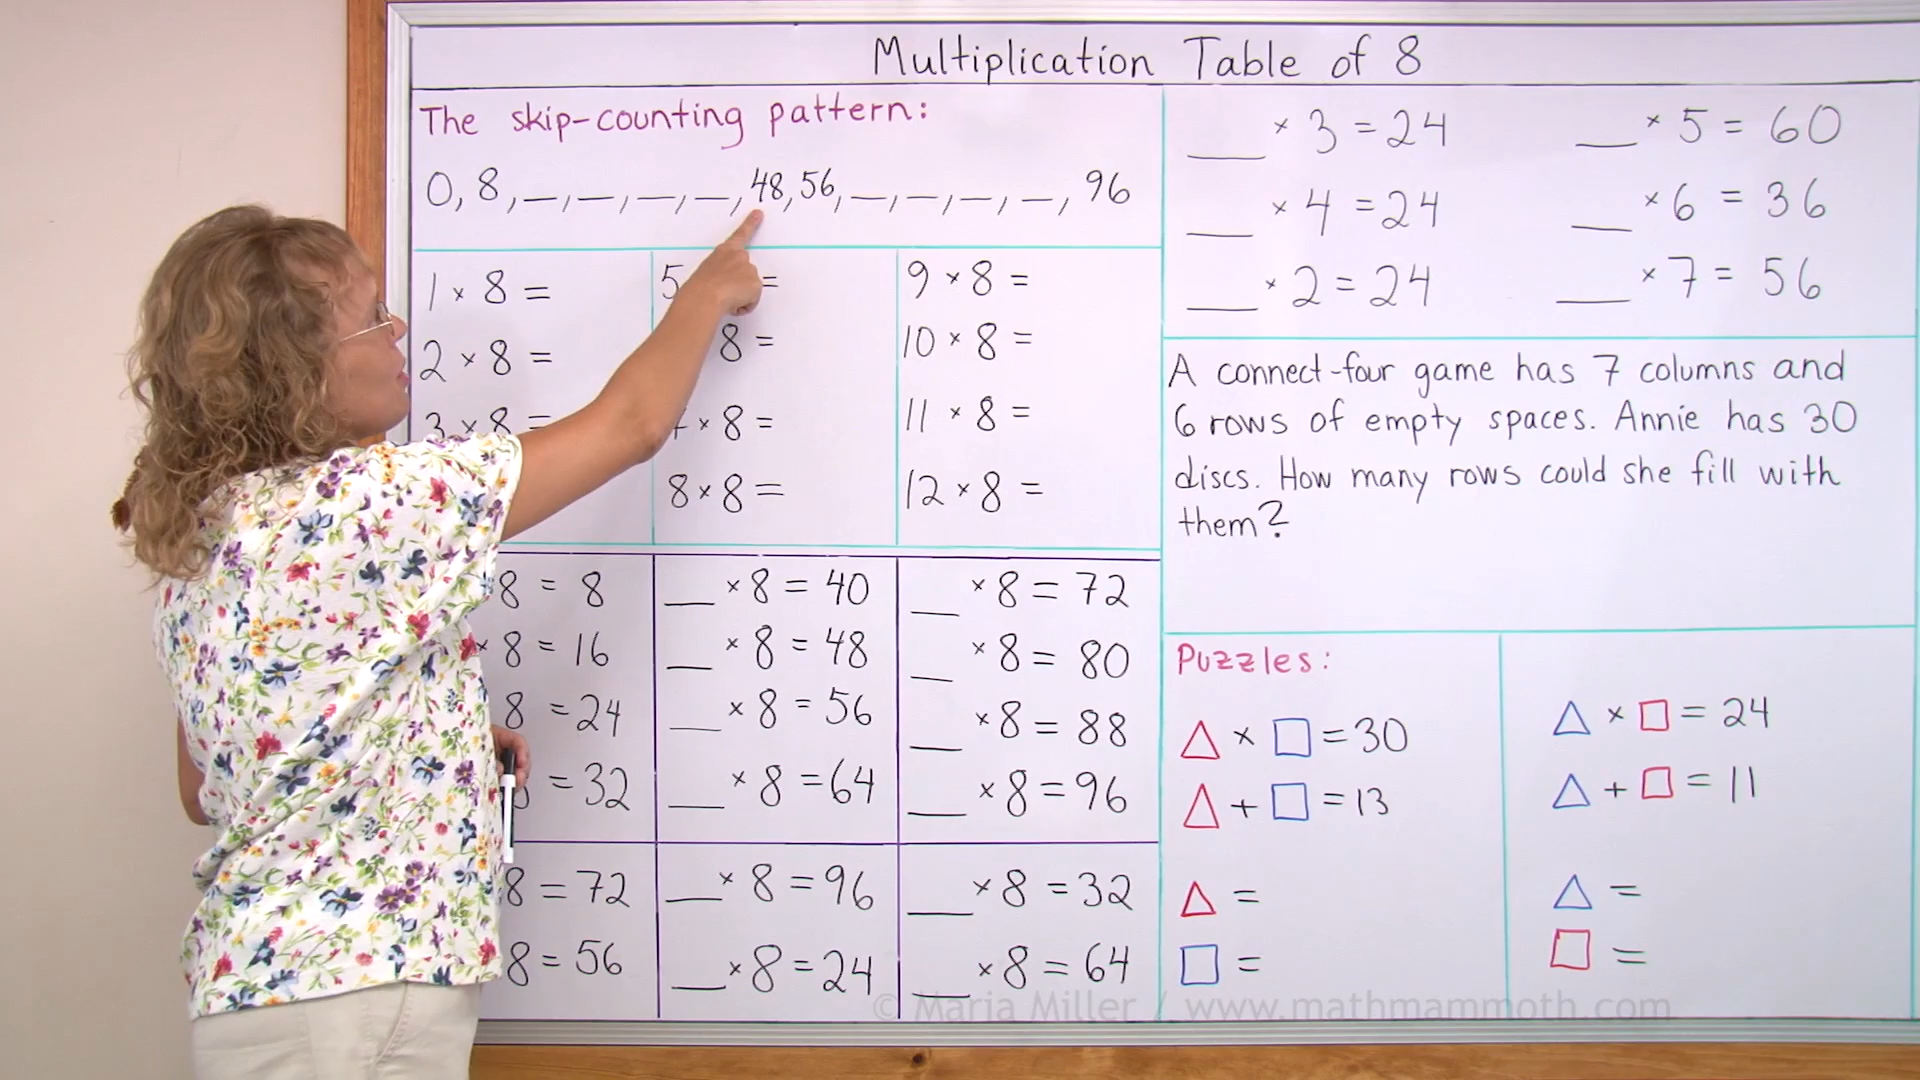 Multiplication Table of 8
The skip-counting pattern:
0, 8, _, _, _, _, 48, 56, _, _, _, _, 96
1 × 8 =
2 × 8 =
3 × 8 =
5 =
8 =
× 8 =
8 × 8 =
9 × 8 =
10 × 8 =
11 × 8 =
12 × 8 =
8 = 8
× 8 = 16
8 = 24
= 32
__ × 8 = 40
__ × 8 = 48
__ × 8 = 56
__ × 8 = 64
__ × 8 = 72
__ × 8 = 80
__ × 8 = 88
__ × 8 = 96
8 = 72
8 = 56
__ × 8 = 96
__ × 8 = 24
__ × 8 = 32
__ × 8 = 64
__ × 3 = 24
__ × 4 = 24
__ × 2 = 24
__ × 5 = 60
__ × 6 = 36
__ × 7 = 56
A connect-four game has 7 columns and
6 rows of empty spaces. Annie has 30
discs. How many rows could she fill with
them?
Puzzles:
△ × □ = 30
△ + □ = 13
△ =
□ =
△ × □ = 24
△ + □ = 11
△ =
□ =
© Maria Miller / www.mathmammoth.com